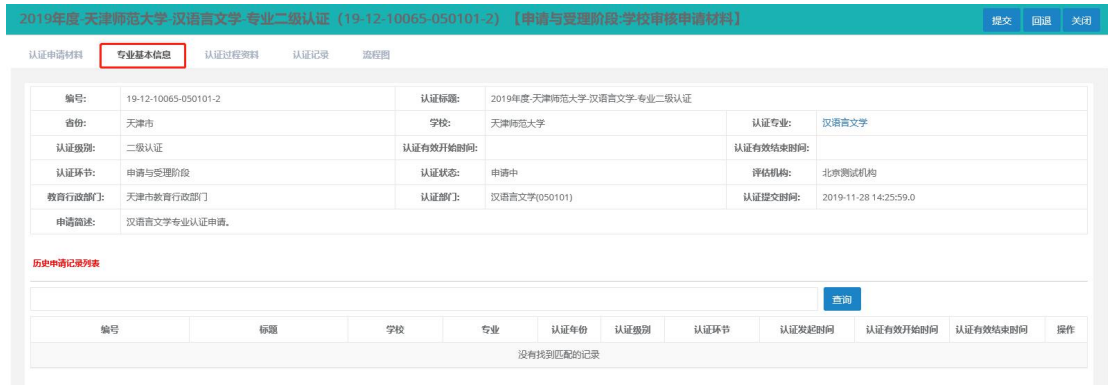 2019年度-天津师范大学-汉语言文学-专业二级认证（19-12-10065-050101-2）【申请与受理阶段:学校审核申请材料】 提交 回退 关闭
认证申请材料 专业基本信息 认证过程资料 认证记录 流程图
编号: 19-12-10065-050101-2 认证标题: 2019年度-天津师范大学-汉语言文学-专业二级认证
省份: 天津市 学校: 天津师范大学 认证专业: 汉语言文学
认证级别: 二级认证 认证有效开始时间: 认证有效结束时间:
认证环节: 申请与受理阶段 认证状态: 申请中 评估机构: 北京测试机构
教育行政部门: 天津市教育行政部门 认证部门: 汉语言文学(050101) 认证提交时间: 2019-11-28 14:25:59.0
申请简述: 汉语言文学专业认证申请。
历史申请记录列表
查询
编号 标题 学校 专业 认证年份 认证级别 认证环节 认证发起时间 认证有效开始时间 认证有效结束时间 操作
没有找到匹配的记录